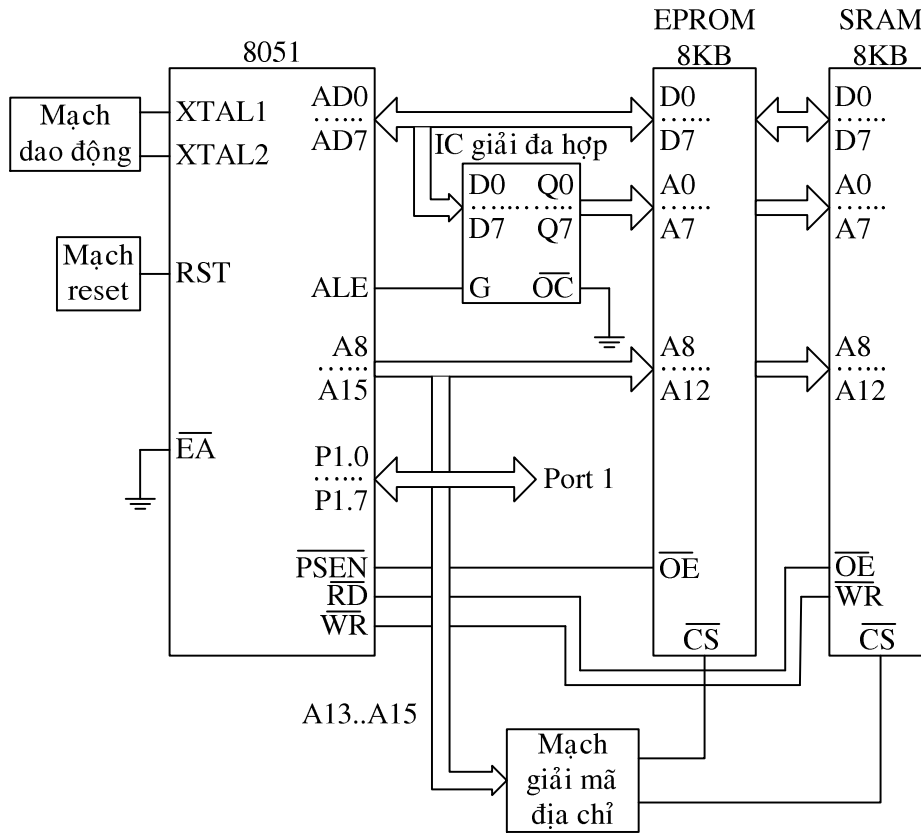 EPROM
8KB
SRAM
8KB
8051
Mạch
dao động
XTAL1
XTAL2
AD0
AD7
D0
D7
D0
D7
IC giải đa hợp
D0 Q0
D7 Q7
G OC
A0
A7
A0
A7
Mạch
reset
RST
ALE
A8
A15
A8
A12
A8
A12
EA
P1.0
P1.7
Port 1
PSEN
RD
WR
OE
CS
OE
WR
CS
A13..A15
Mạch
giải mã
địa chỉ